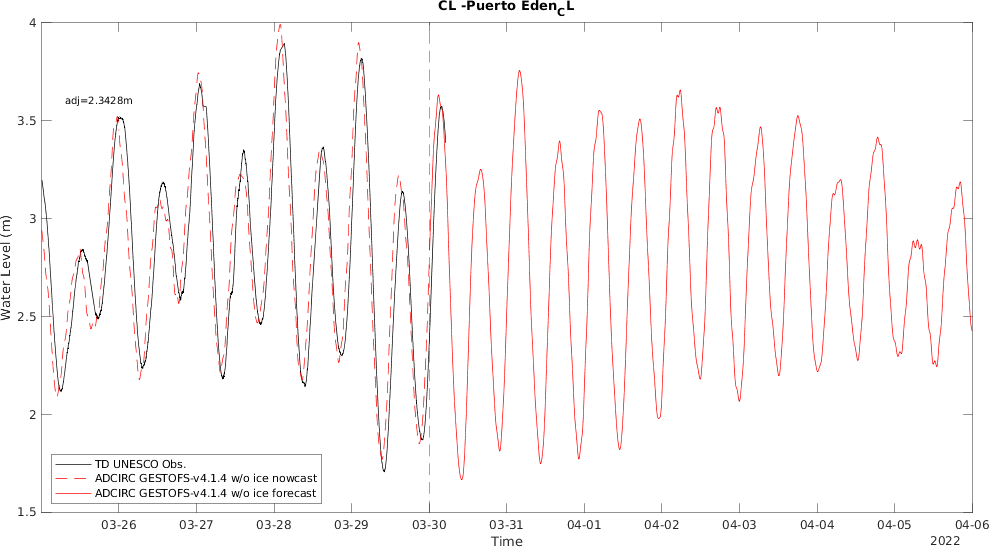 CL -Puerto Eden_CL
4
adj=2.3428m
3.5
3
2.5
2
1.5
Water Level (m)
TD UNESCO Obs.
ADCIRC GESTOFS-v4.1.4 w/o ice nowcast
ADCIRC GESTOFS-v4.1.4 w/o ice forecast
03-26 03-27 03-28 03-29 03-30 03-31 04-01 04-02 04-03 04-04 04-05 04-06
Time
2022